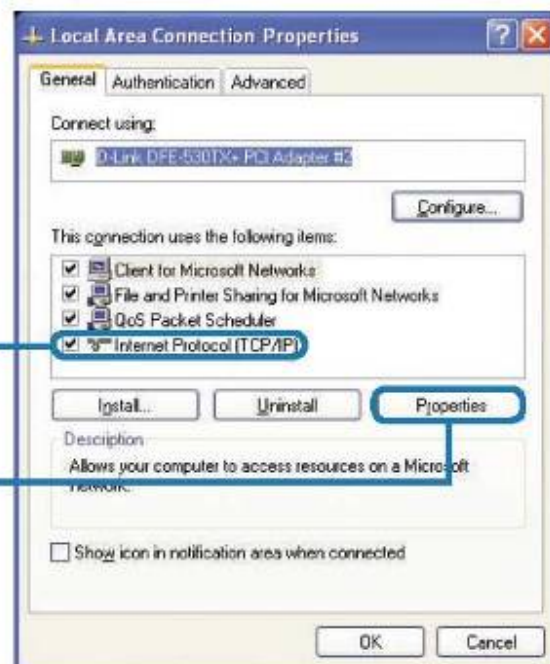 Local Area Connection Properties
General Authentication Advanced
Connect using:
D-Link DFE-530TX+ PCI Adapter #2
Configure...
This connection uses the following items:
Client for Microsoft Networks
File and Printer Sharing for Microsoft Networks
QoS Packet Scheduler
Internet Protocol (TCP/IP)
Install... Uninstall Properties
Description
Allows your computer to access resources on a Microsoft
network.
Show icon in notification area when connected
OK Cancel